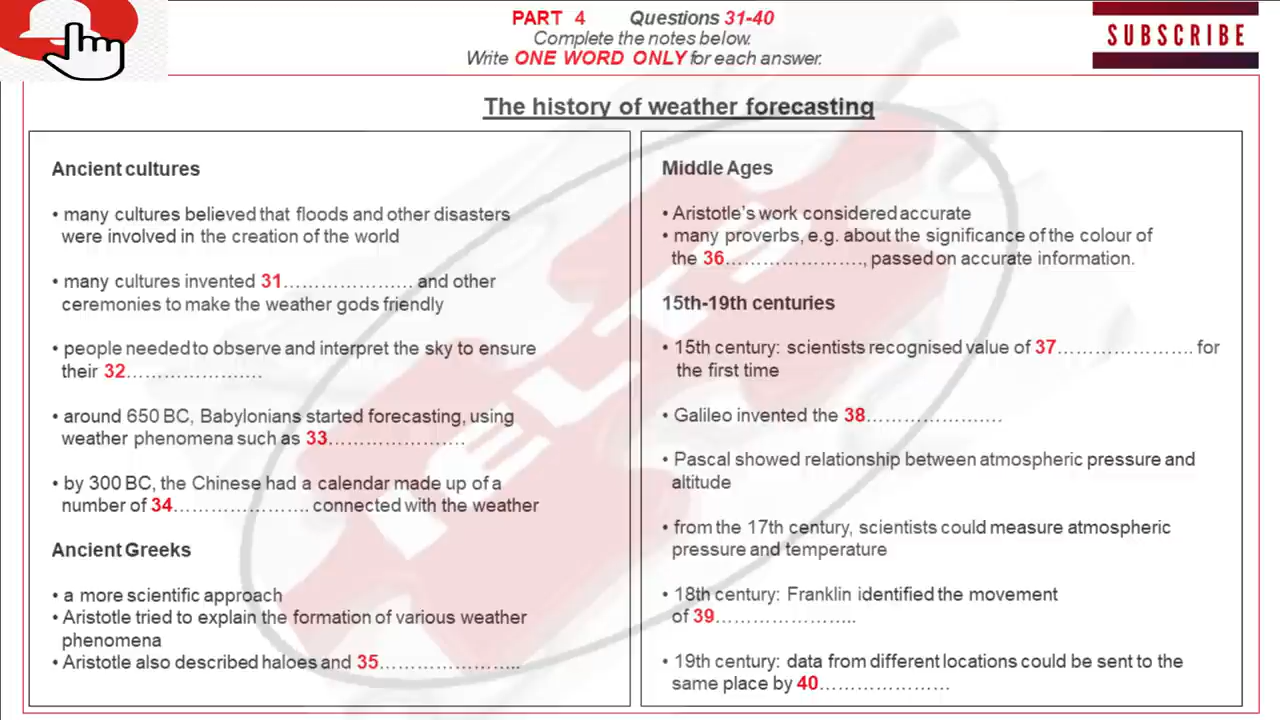 PART 4 Questions 31-40
Complete the notes below.
Write ONE WORD ONLY for each answer.
SUBSCRIBE
The history of weather forecasting
Ancient cultures
• many cultures believed that floods and other disasters
were involved in the creation of the world
• many cultures invented 31………………… and other
ceremonies to make the weather gods friendly
• people needed to observe and interpret the sky to ensure
their 32………………….
• around 650 BC, Babylonians started forecasting, using
weather phenomena such as 33………………….
• by 300 BC, the Chinese had a calendar made up of a
number of 34…………………. connected with the weather
Ancient Greeks
• a more scientific approach
• Aristotle tried to explain the formation of various weather
phenomena
• Aristotle also described haloes and 35…………………..
Middle Ages
• Aristotle's work considered accurate
• many proverbs, e.g. about the significance of the colour of
the 36…………………., passed on accurate information.
15th-19th centuries
• 15th century: scientists recognised value of 37…………………. for
the first time
• Galileo invented the 38………………….
• Pascal showed relationship between atmospheric pressure and
altitude
• from the 17th century, scientists could measure atmospheric
pressure and temperature
• 18th century: Franklin identified the movement
of 39…………………..
• 19th century: data from different locations could be sent to the
same place by 40…………………
IELTS